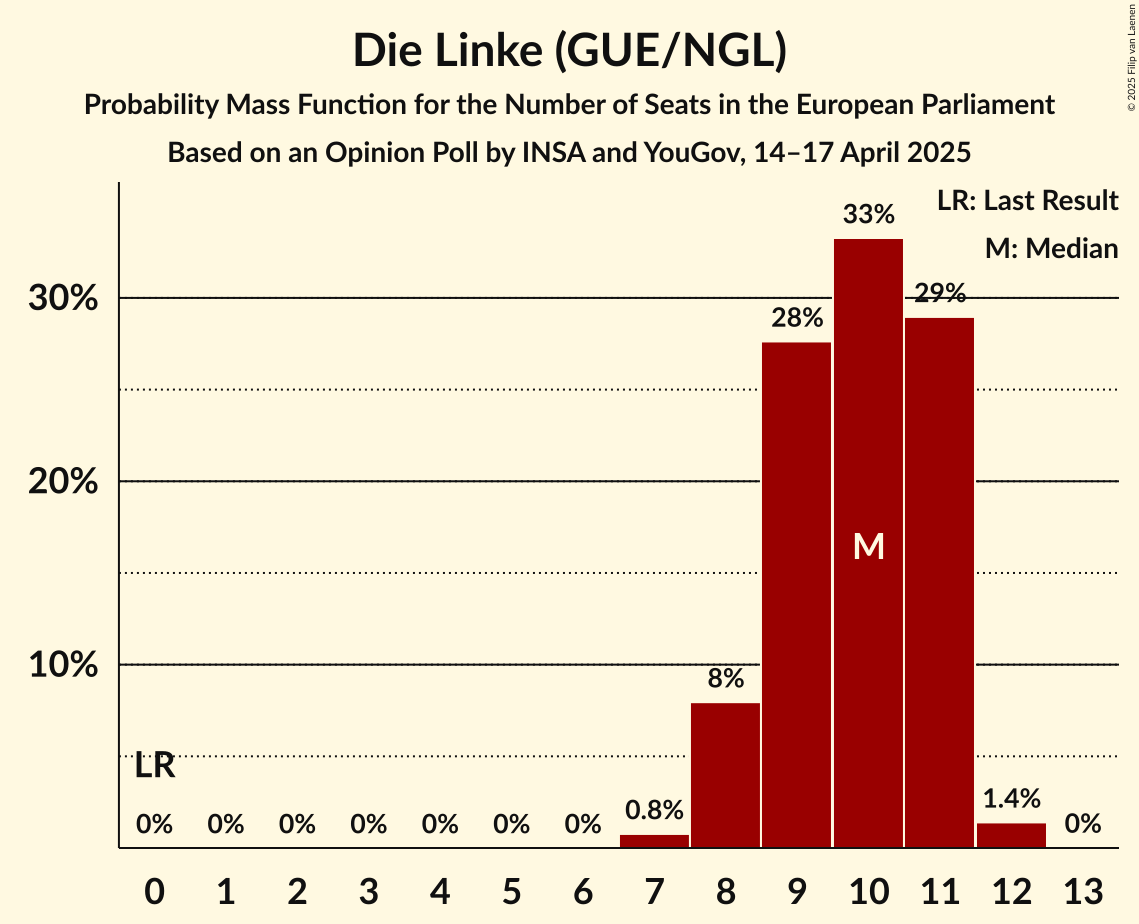 Die Linke (GUE/NGL)
Probability Mass Function for the Number of Seats in the European Parliament
Based on an Opinion Poll by INSA and YouGov, 14–17 April 2025
© 2025 Filip van Laenen
LR: Last Result
M: Median
30%
20%
10%
33%
29%
28%
8%
M
LR
0%
0%
0%
0%
0%
0%
0%
0.8%
1.4%
0%
0 1 2 3 4 5 6 7 8 9 10 11 12 13